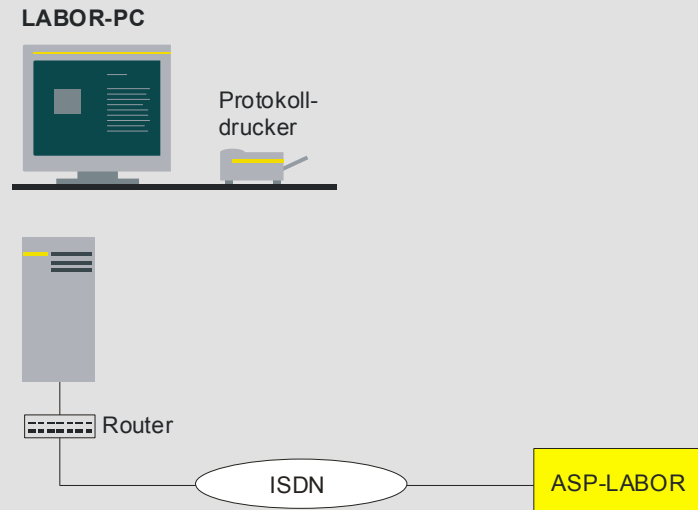 LABOR-PC
Protokoll-
drucker
Router
ISDN
ASP-LABOR